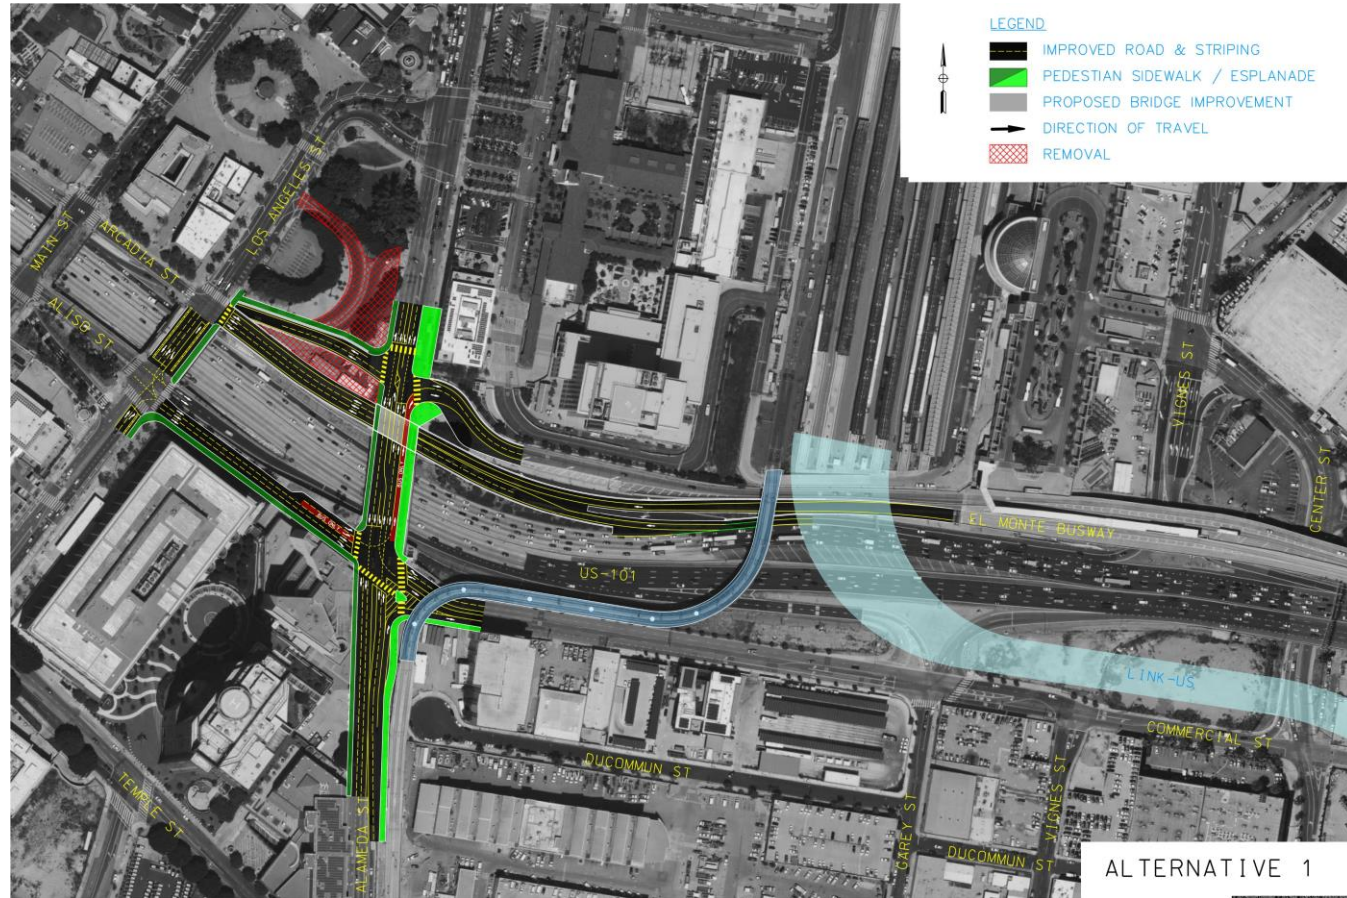 LEGEND
IMPROVED ROAD & STRIPING
PEDESTIAN SIDEWALK / ESPLANADE
PROPOSED BRIDGE IMPROVEMENT
DIRECTION OF TRAVEL
REMOVAL
LOS ANGELES ST
MAIN ST
ARCADIA ST
ALISO ST
VIGNES ST
CENTER ST
EL MONTE BUSWAY
US-101
LINK-US
COMMERCIAL ST
DUCOMMUN ST
TEMPLE ST
ALAMEDA ST
GAREY ST
VIGNES ST
DUCOMMUN ST
ALTERNATIVE 1